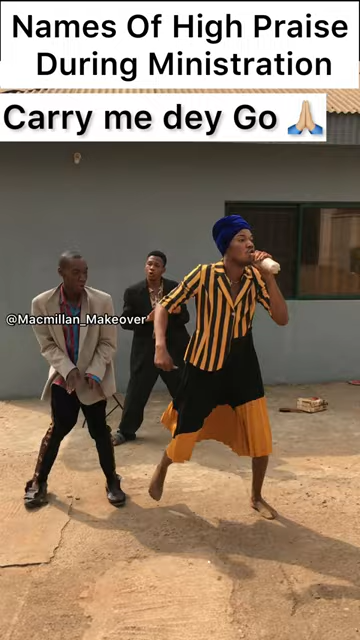 Names Of High Praise
During Ministration
Carry me dey Go 🙏🏼
@Macmillan_Makeover